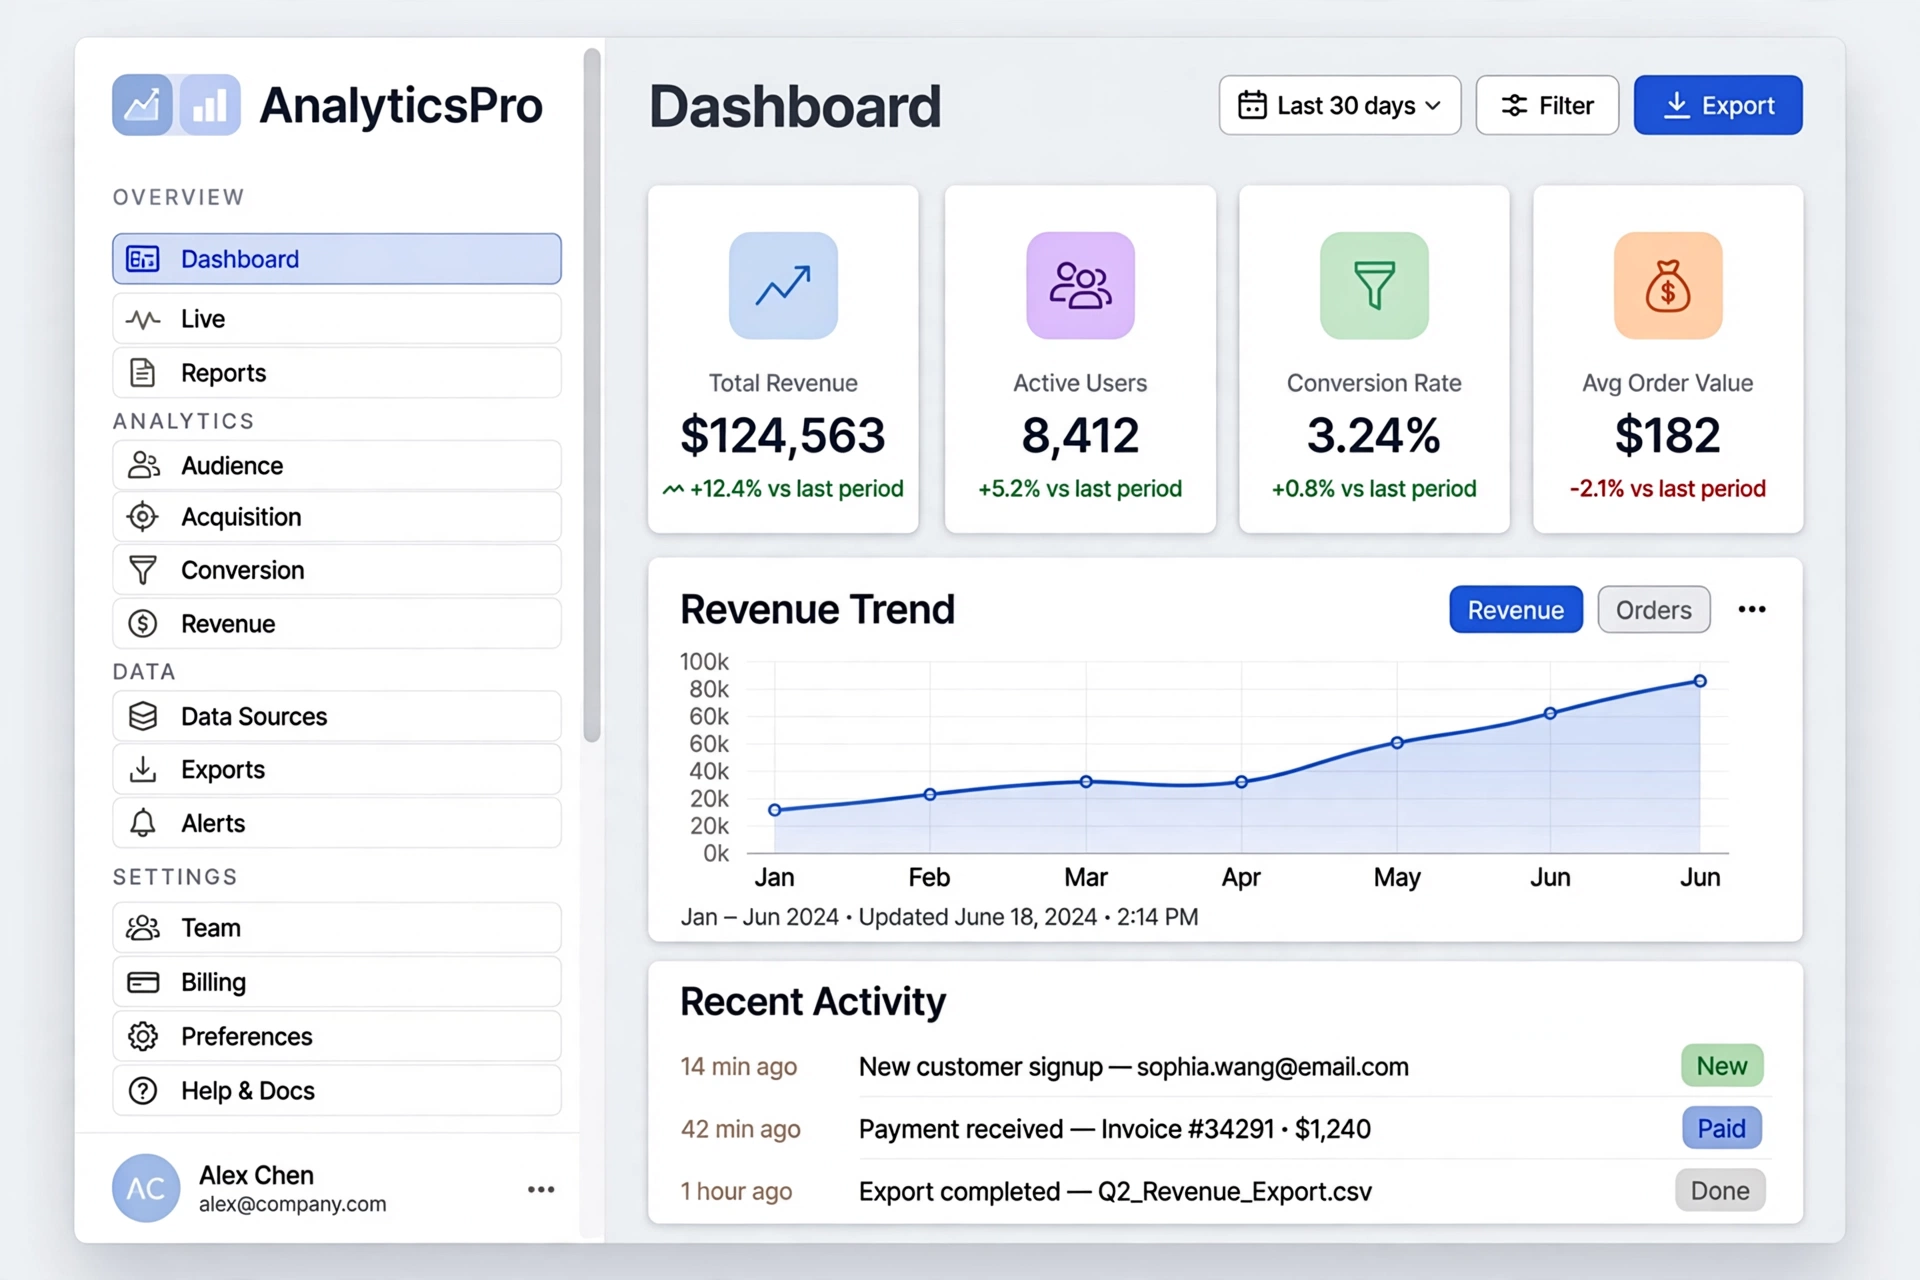 AnalyticsPro
OVERVIEW
Dashboard
Live
Reports
ANALYTICS
Audience
Acquisition
Conversion
Revenue
DATA
Data Sources
Exports
Alerts
SETTINGS
Team
Billing
Preferences
Help & Docs
AC
Alex Chen
alex@company.com
Dashboard
Last 30 days
Filter
Export
Total Revenue
$124,563
+12.4% vs last period
Active Users
8,412
+5.2% vs last period
Conversion Rate
3.24%
+0.8% vs last period
$
Avg Order Value
$182
-2.1% vs last period
Revenue Trend
Revenue
Orders
100k
80k
60k
60k
40k
20k
20k
0k
Jan Feb Mar Apr May Jun Jun
Jan – Jun 2024 • Updated June 18, 2024 • 2:14 PM
Recent Activity
14 min ago New customer signup — sophia.wang@email.com New
42 min ago Payment received — Invoice #34291 • $1,240 Paid
1 hour ago Export completed — Q2_Revenue_Export.csv Done